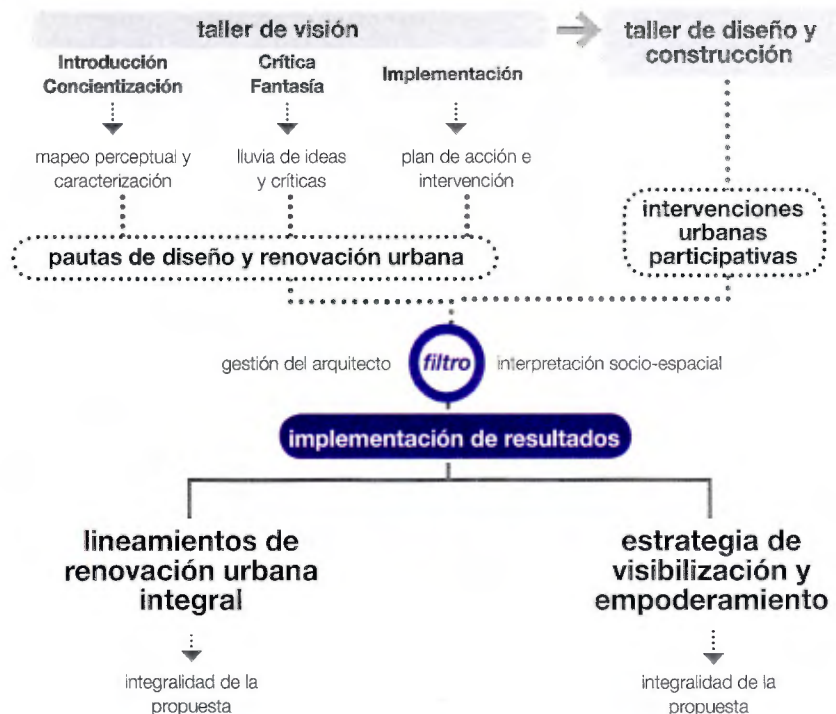 taller de visión
taller de diseño y
construcción
Introducción
Concientización
Crítica
Fantasía
Implementación
mapeo perceptual y
caracterización
lluvia de ideas
y críticas
plan de acción e
intervención
pautas de diseño y renovación urbana
intervenciones
urbanas
participativas
gestión del arquitecto
filtro
interpretación socio-espacial
implementación de resultados
lineamientos de
renovación urbana
integral
estrategia de
visibilización y
empoderamiento
integralidad de la
propuesta
integralidad de la
propuesta